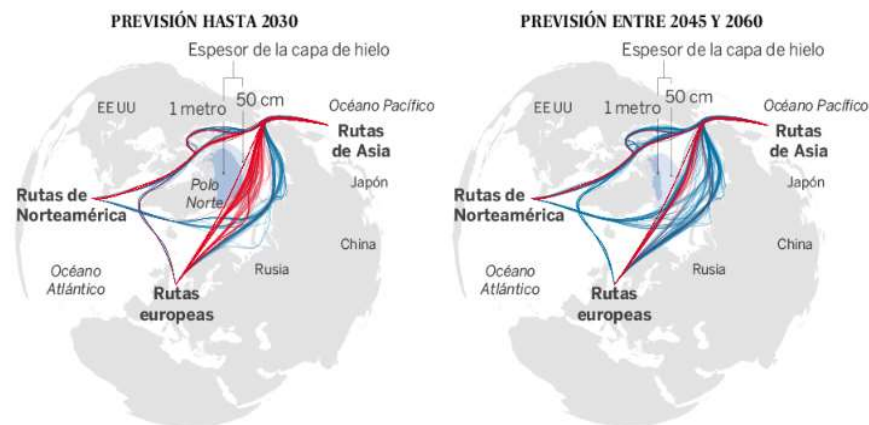 PREVISIÓN HASTA 2030
Espesor de la capa de hielo
50 cm
1 metro
EE UU
Océano Pacífico
Rutas
de Asia
Polo
Norte
Japón
Rutas de
Norteamérica
China
Océano
Atlántico
Rusia
Rutas
europeas
PREVISIÓN ENTRE 2045 Y 2060
Espesor de la capa de hielo
50 cm
1 metro
EE UU
Océano Pacífico
Rutas
de Asia
Polo
Norte
Japón
Rutas de
Norteamérica
China
Océano
Atlántico
Rusia
Rutas
europeas